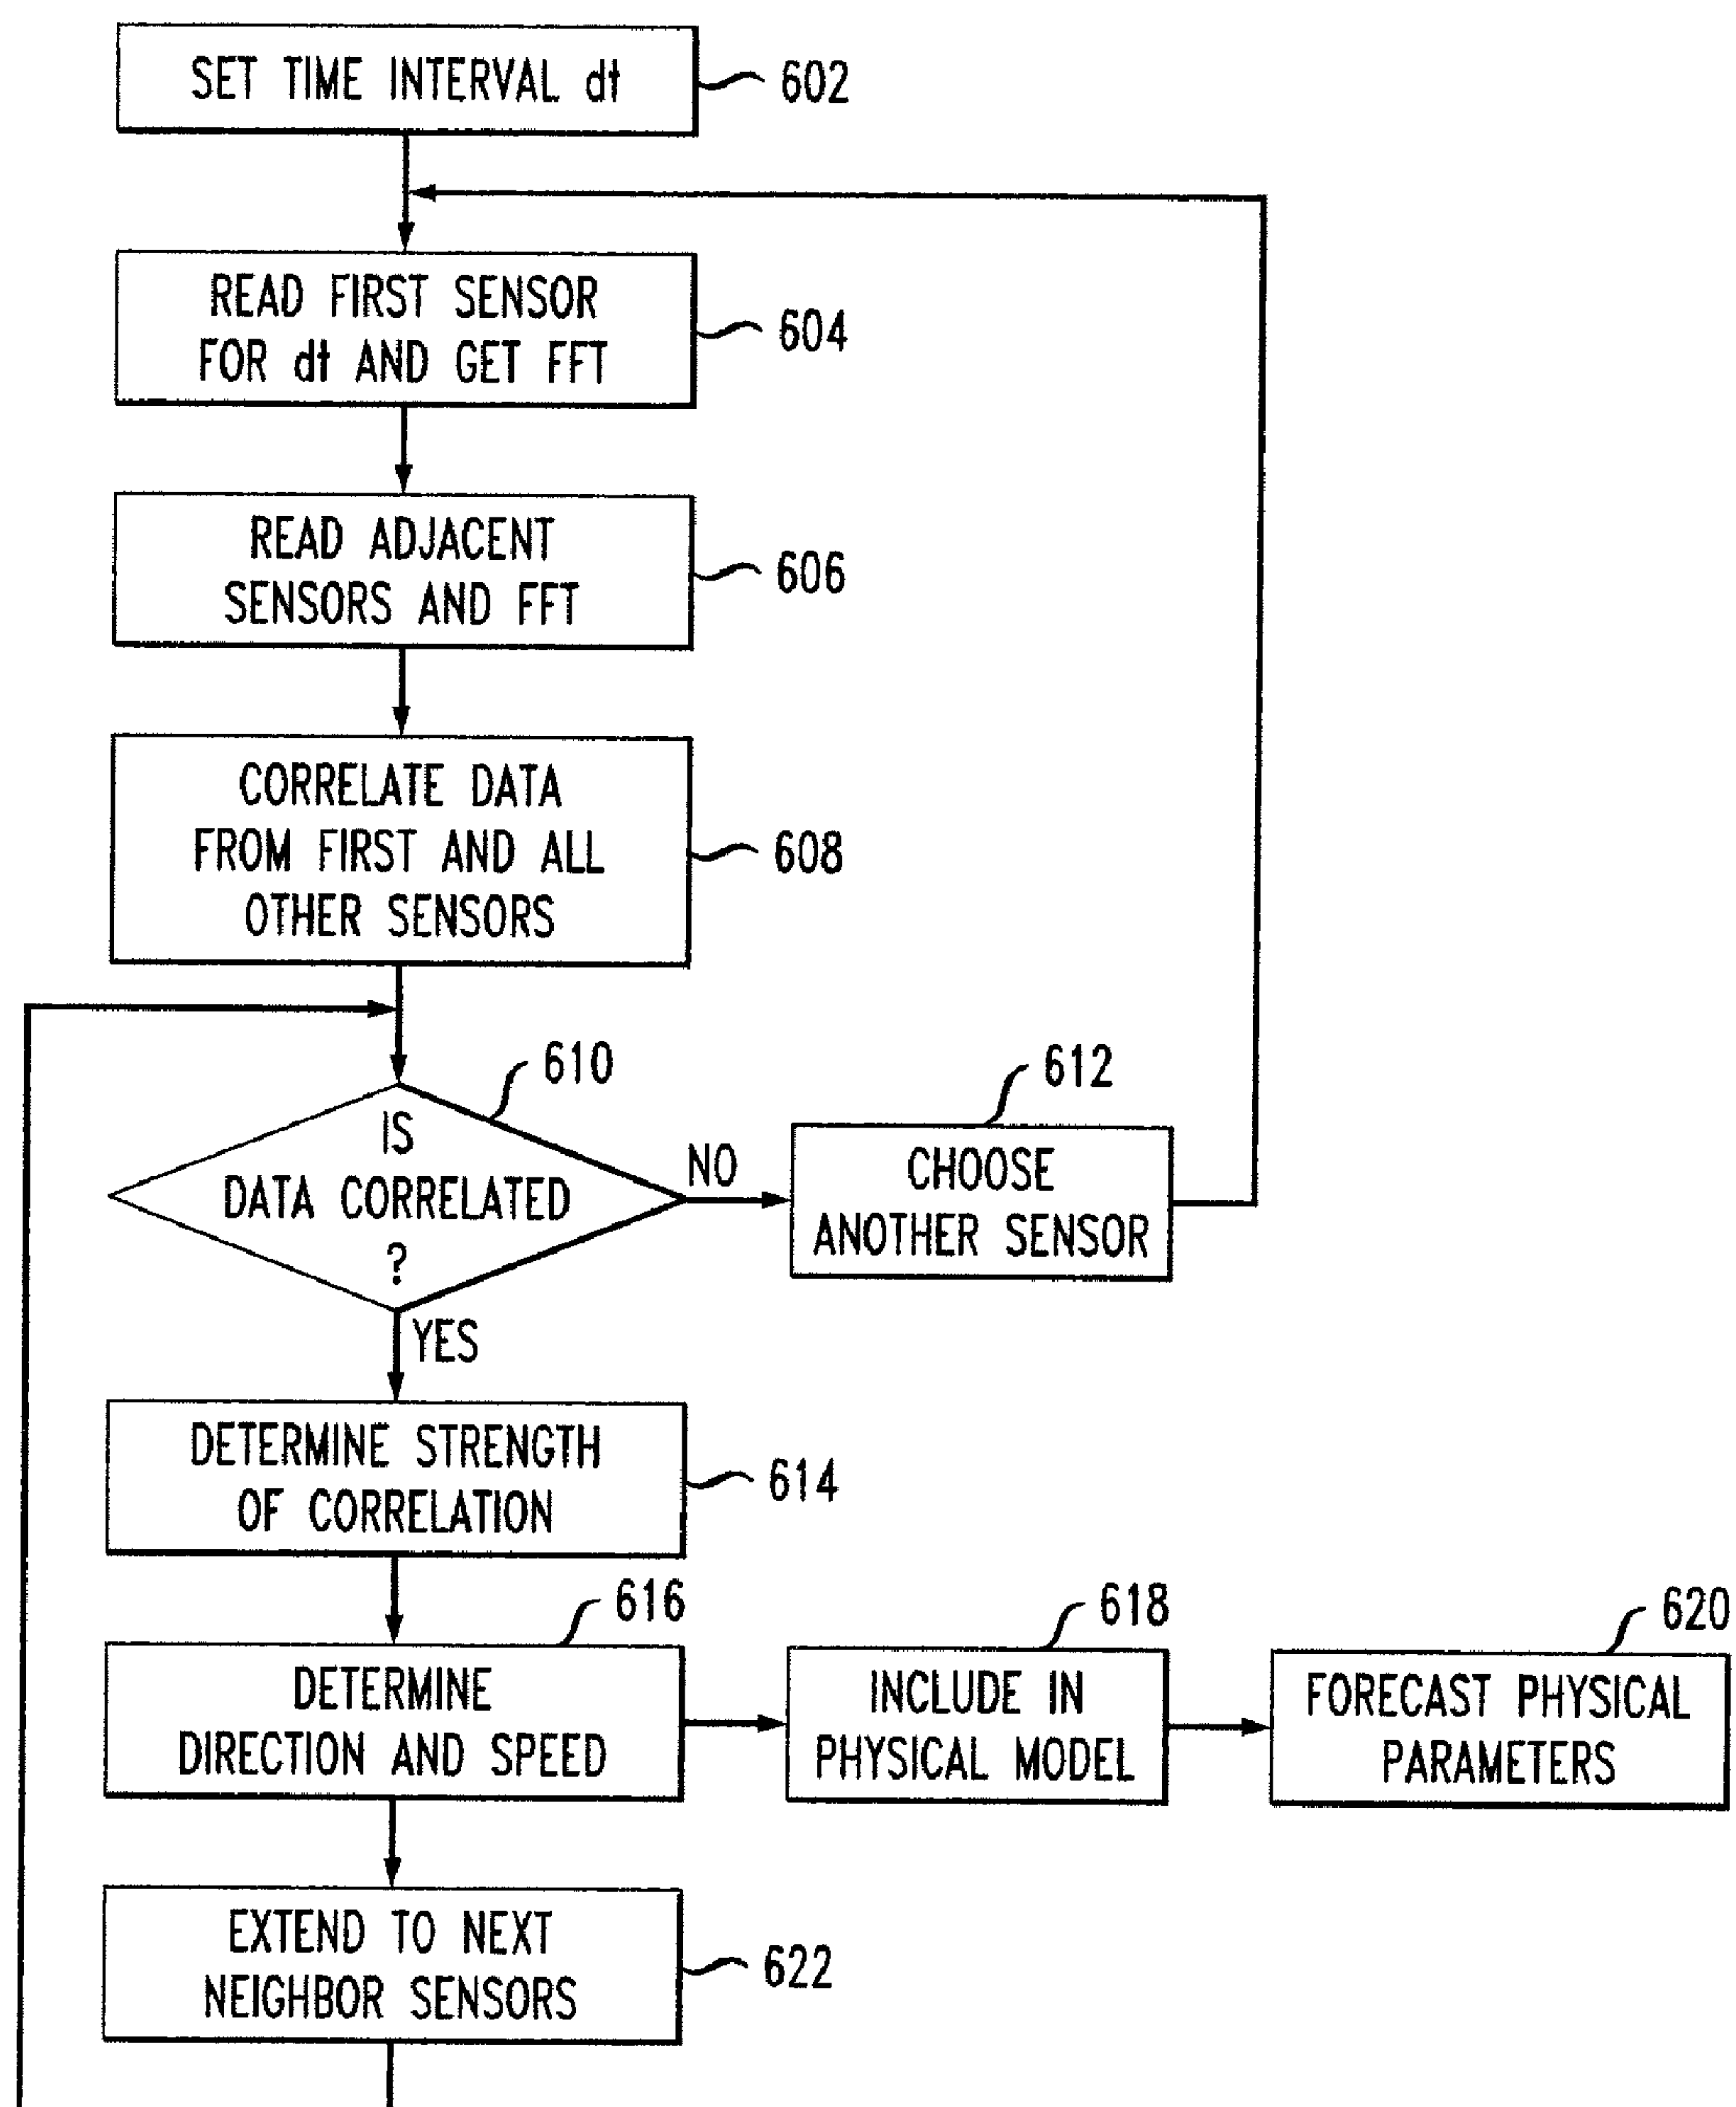 SET TIME INTERVAL dt
602
READ FIRST SENSOR
FOR dt AND GET FFT
604
READ ADJACENT
SENSORS AND FFT
606
CORRELATE DATA
FROM FIRST AND ALL
OTHER SENSORS
608
610
IS
DATA CORRELATED
?
NO
612
CHOOSE
ANOTHER SENSOR
YES
DETERMINE STRENGTH
OF CORRELATION
614
616
DETERMINE
DIRECTION AND SPEED
618
INCLUDE IN
PHYSICAL MODEL
620
FORECAST PHYSICAL
PARAMETERS
EXTEND TO NEXT
NEIGHBOR SENSORS
622